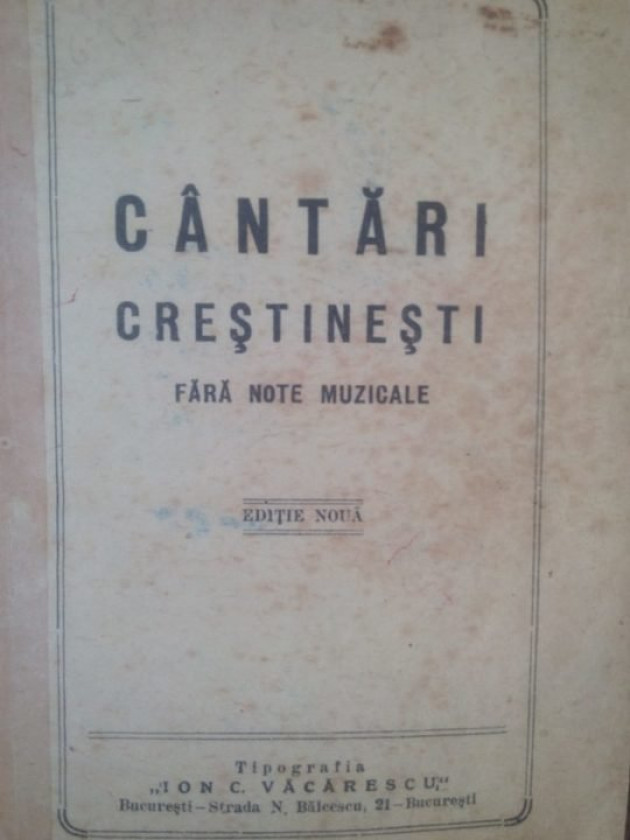 CÂNTĂRI
CREŞTINEŞTI
FĂRĂ NOTE MUZICALE
EDIŢIE NOUĂ
Tipografia
„ION C. VĂCĂRESCU”
Bucureşti – Strada N. Bălcescu, 21 – Bucureşti